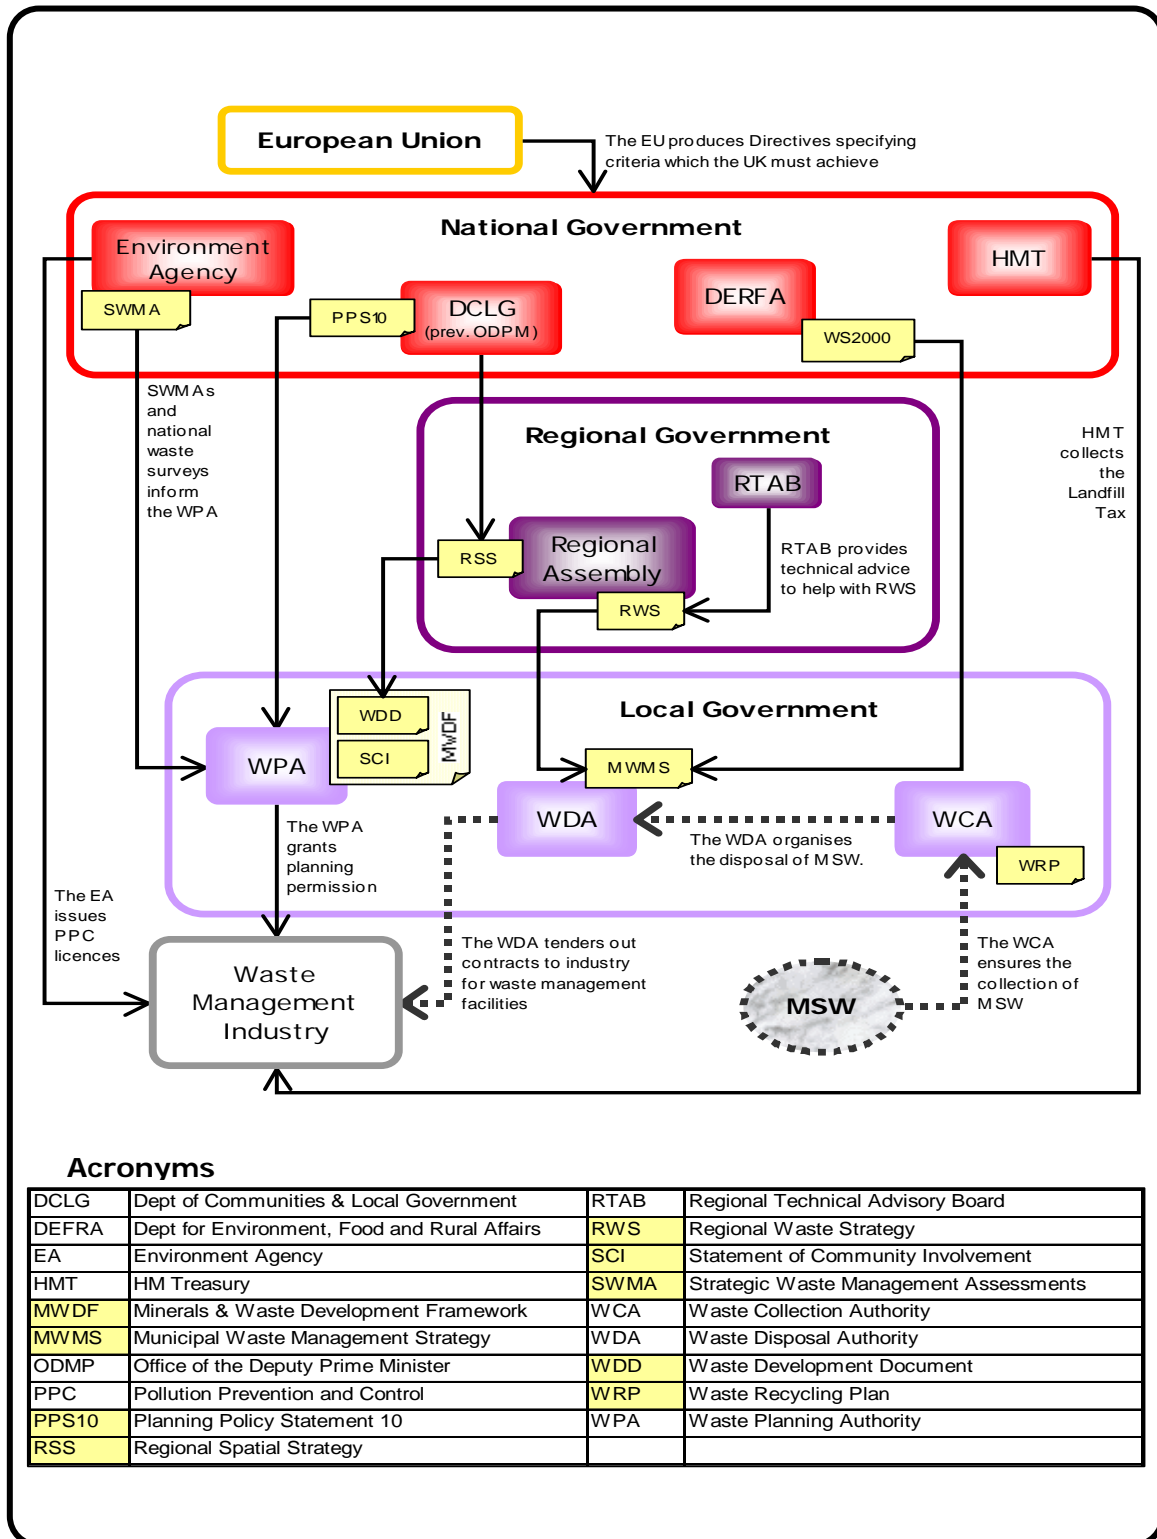 European Union
The EU produces Directives specifying
criteria which the UK must achieve
National Government
Environment
Agency
SWMA
PPS10
DCLG
(prev. ODPM)
DERFA
WS2000
HMT
SWMAs
and
national
waste
surveys
inform
the WPA
Regional Government
RTAB
HMT
collects
the
Landfill
Tax
RSS
Regional
Assembly
RWS
RTAB provides
technical advice
to help with RWS
Local Government
WDD
SCI
MWDF
WPA
MWMS
WDA
WCA
WRP
The WPA
grants
planning
permission
The WDA organises
the disposal of MSW.
The EA
issues
PPC
licences
Waste
Management
Industry
The WDA tenders out
contracts to industry
for waste management
facilities
MSW
The WCA
ensures the
collection of
MSW
Acronyms
DCLG Dept of Communities & Local Government RTAB Regional Technical Advisory Board
DEFRA Dept for Environment, Food and Rural Affairs RWS Regional Waste Strategy
EA Environment Agency SCI Statement of Community Involvement
HMT HM Treasury SWMA Strategic Waste Management Assessments
MWDF Minerals & Waste Development Framework WCA Waste Collection Authority
MWMS Municipal Waste Management Strategy WDA Waste Disposal Authority
ODMP Office of the Deputy Prime Minister WDD Waste Development Document
PPC Pollution Prevention and Control WRP Waste Recycling Plan
PPS10 Planning Policy Statement 10 WPA Waste Planning Authority
RSS Regional Spatial Strategy